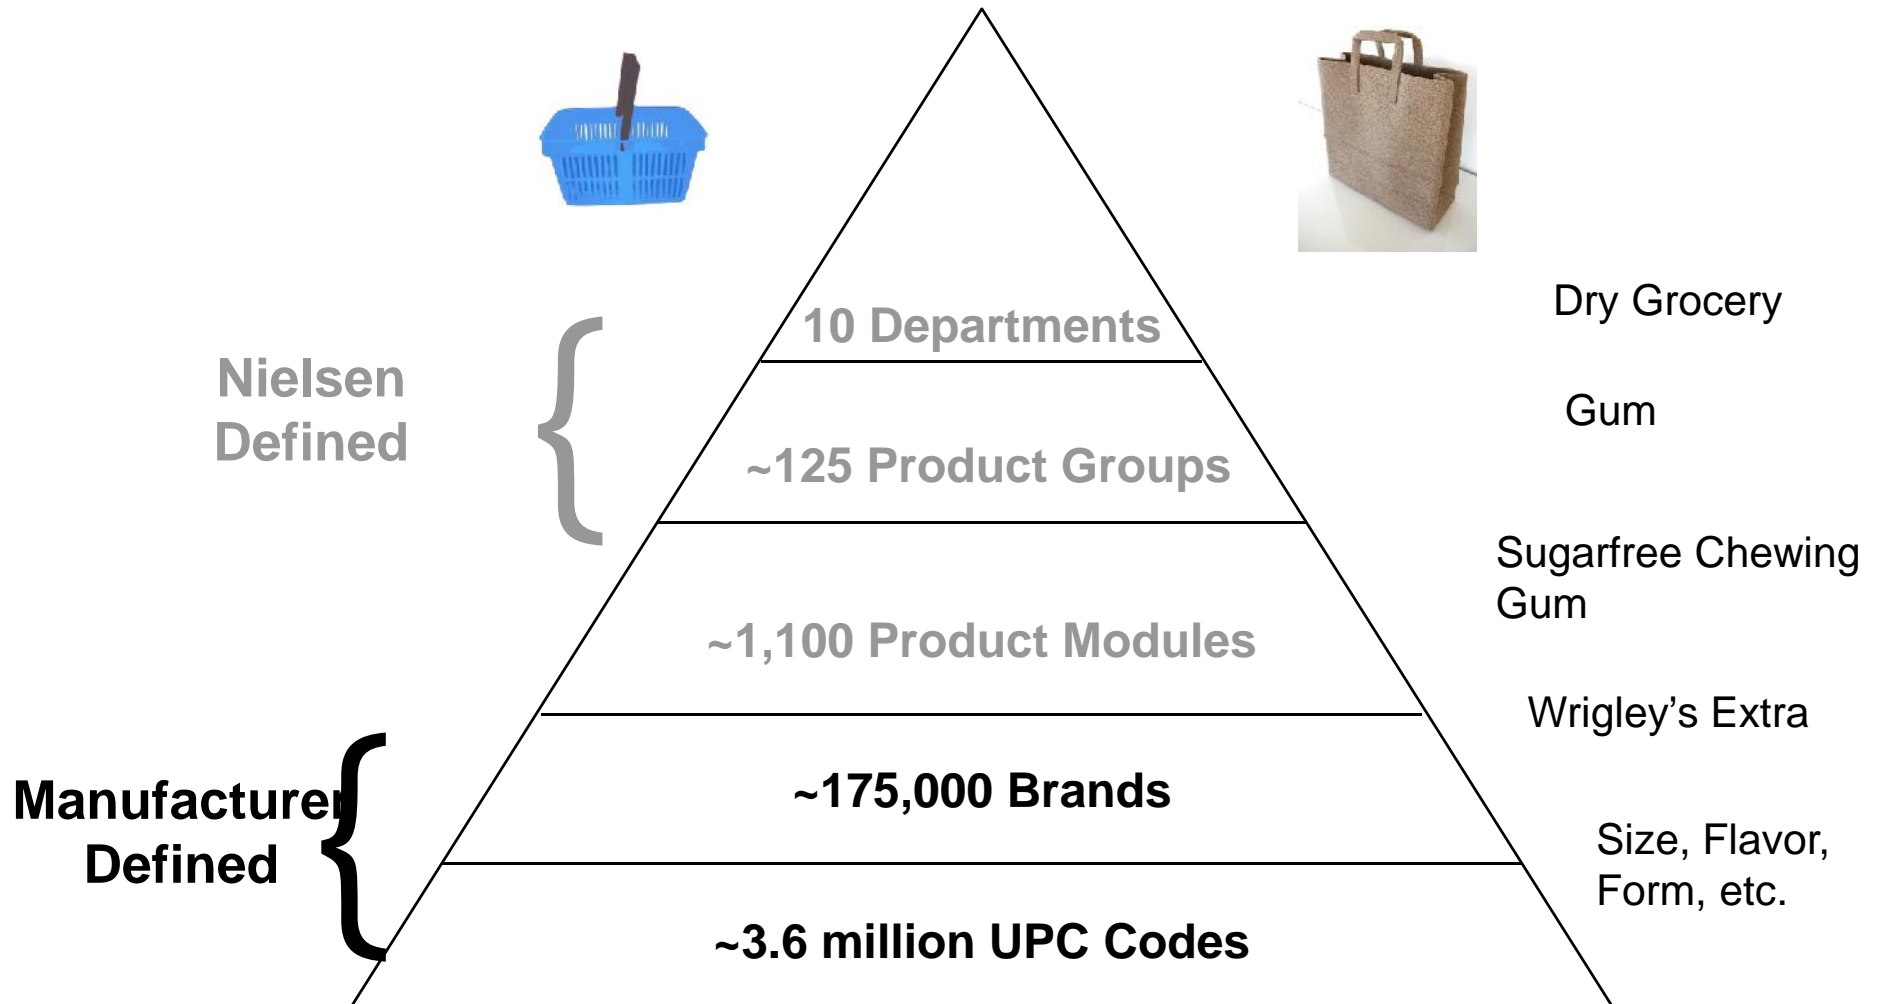 10 Departments
Dry Grocery
Nielsen
Defined
Gum
~125 Product Groups
Sugarfree Chewing
Gum
~1,100 Product Modules
Wrigley’s Extra
Manufacturer
Defined
~175,000 Brands
Size, Flavor,
Form, etc.
~3.6 million UPC Codes